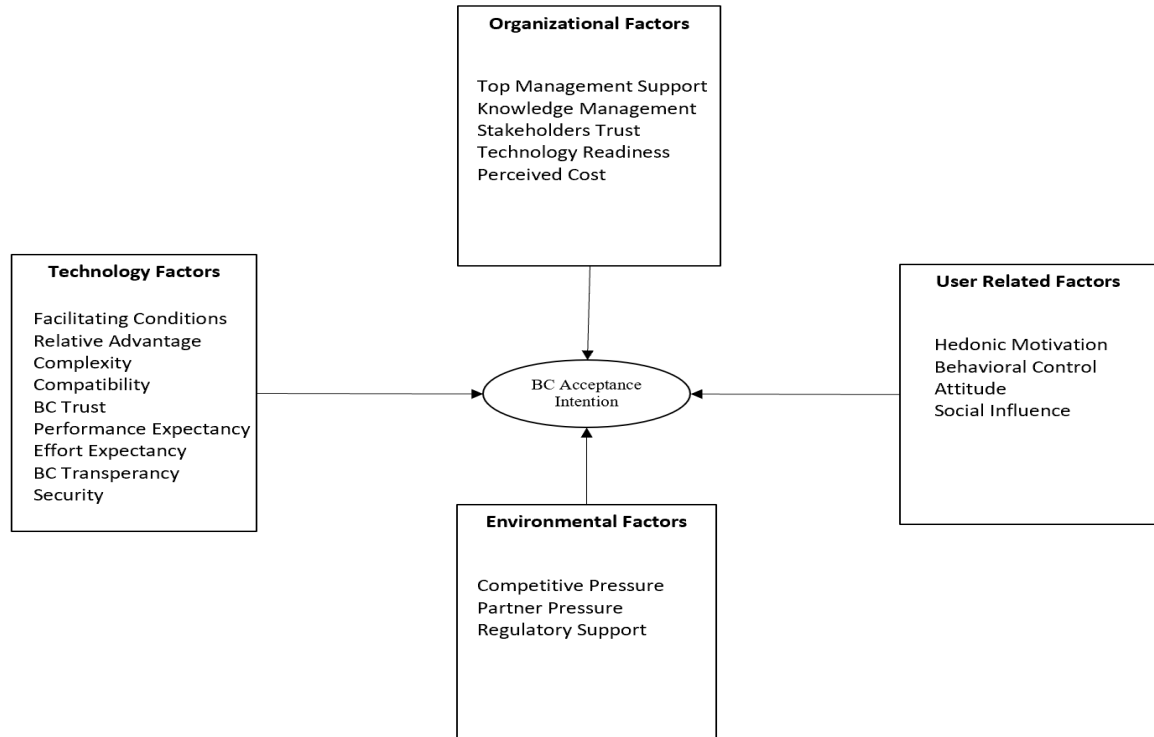 Organizational Factors
Top Management Support
Knowledge Management
Stakeholders Trust
Technology Readiness
Perceived Cost
Technology Factors
Facilitating Conditions
Relative Advantage
Complexity
Compatibility
BC Trust
Performance Expectancy
Effort Expectancy
BC Transperancy
Security
BC Acceptance
Intention
User Related Factors
Hedonic Motivation
Behavioral Control
Attitude
Social Influence
Environmental Factors
Competitive Pressure
Partner Pressure
Regulatory Support